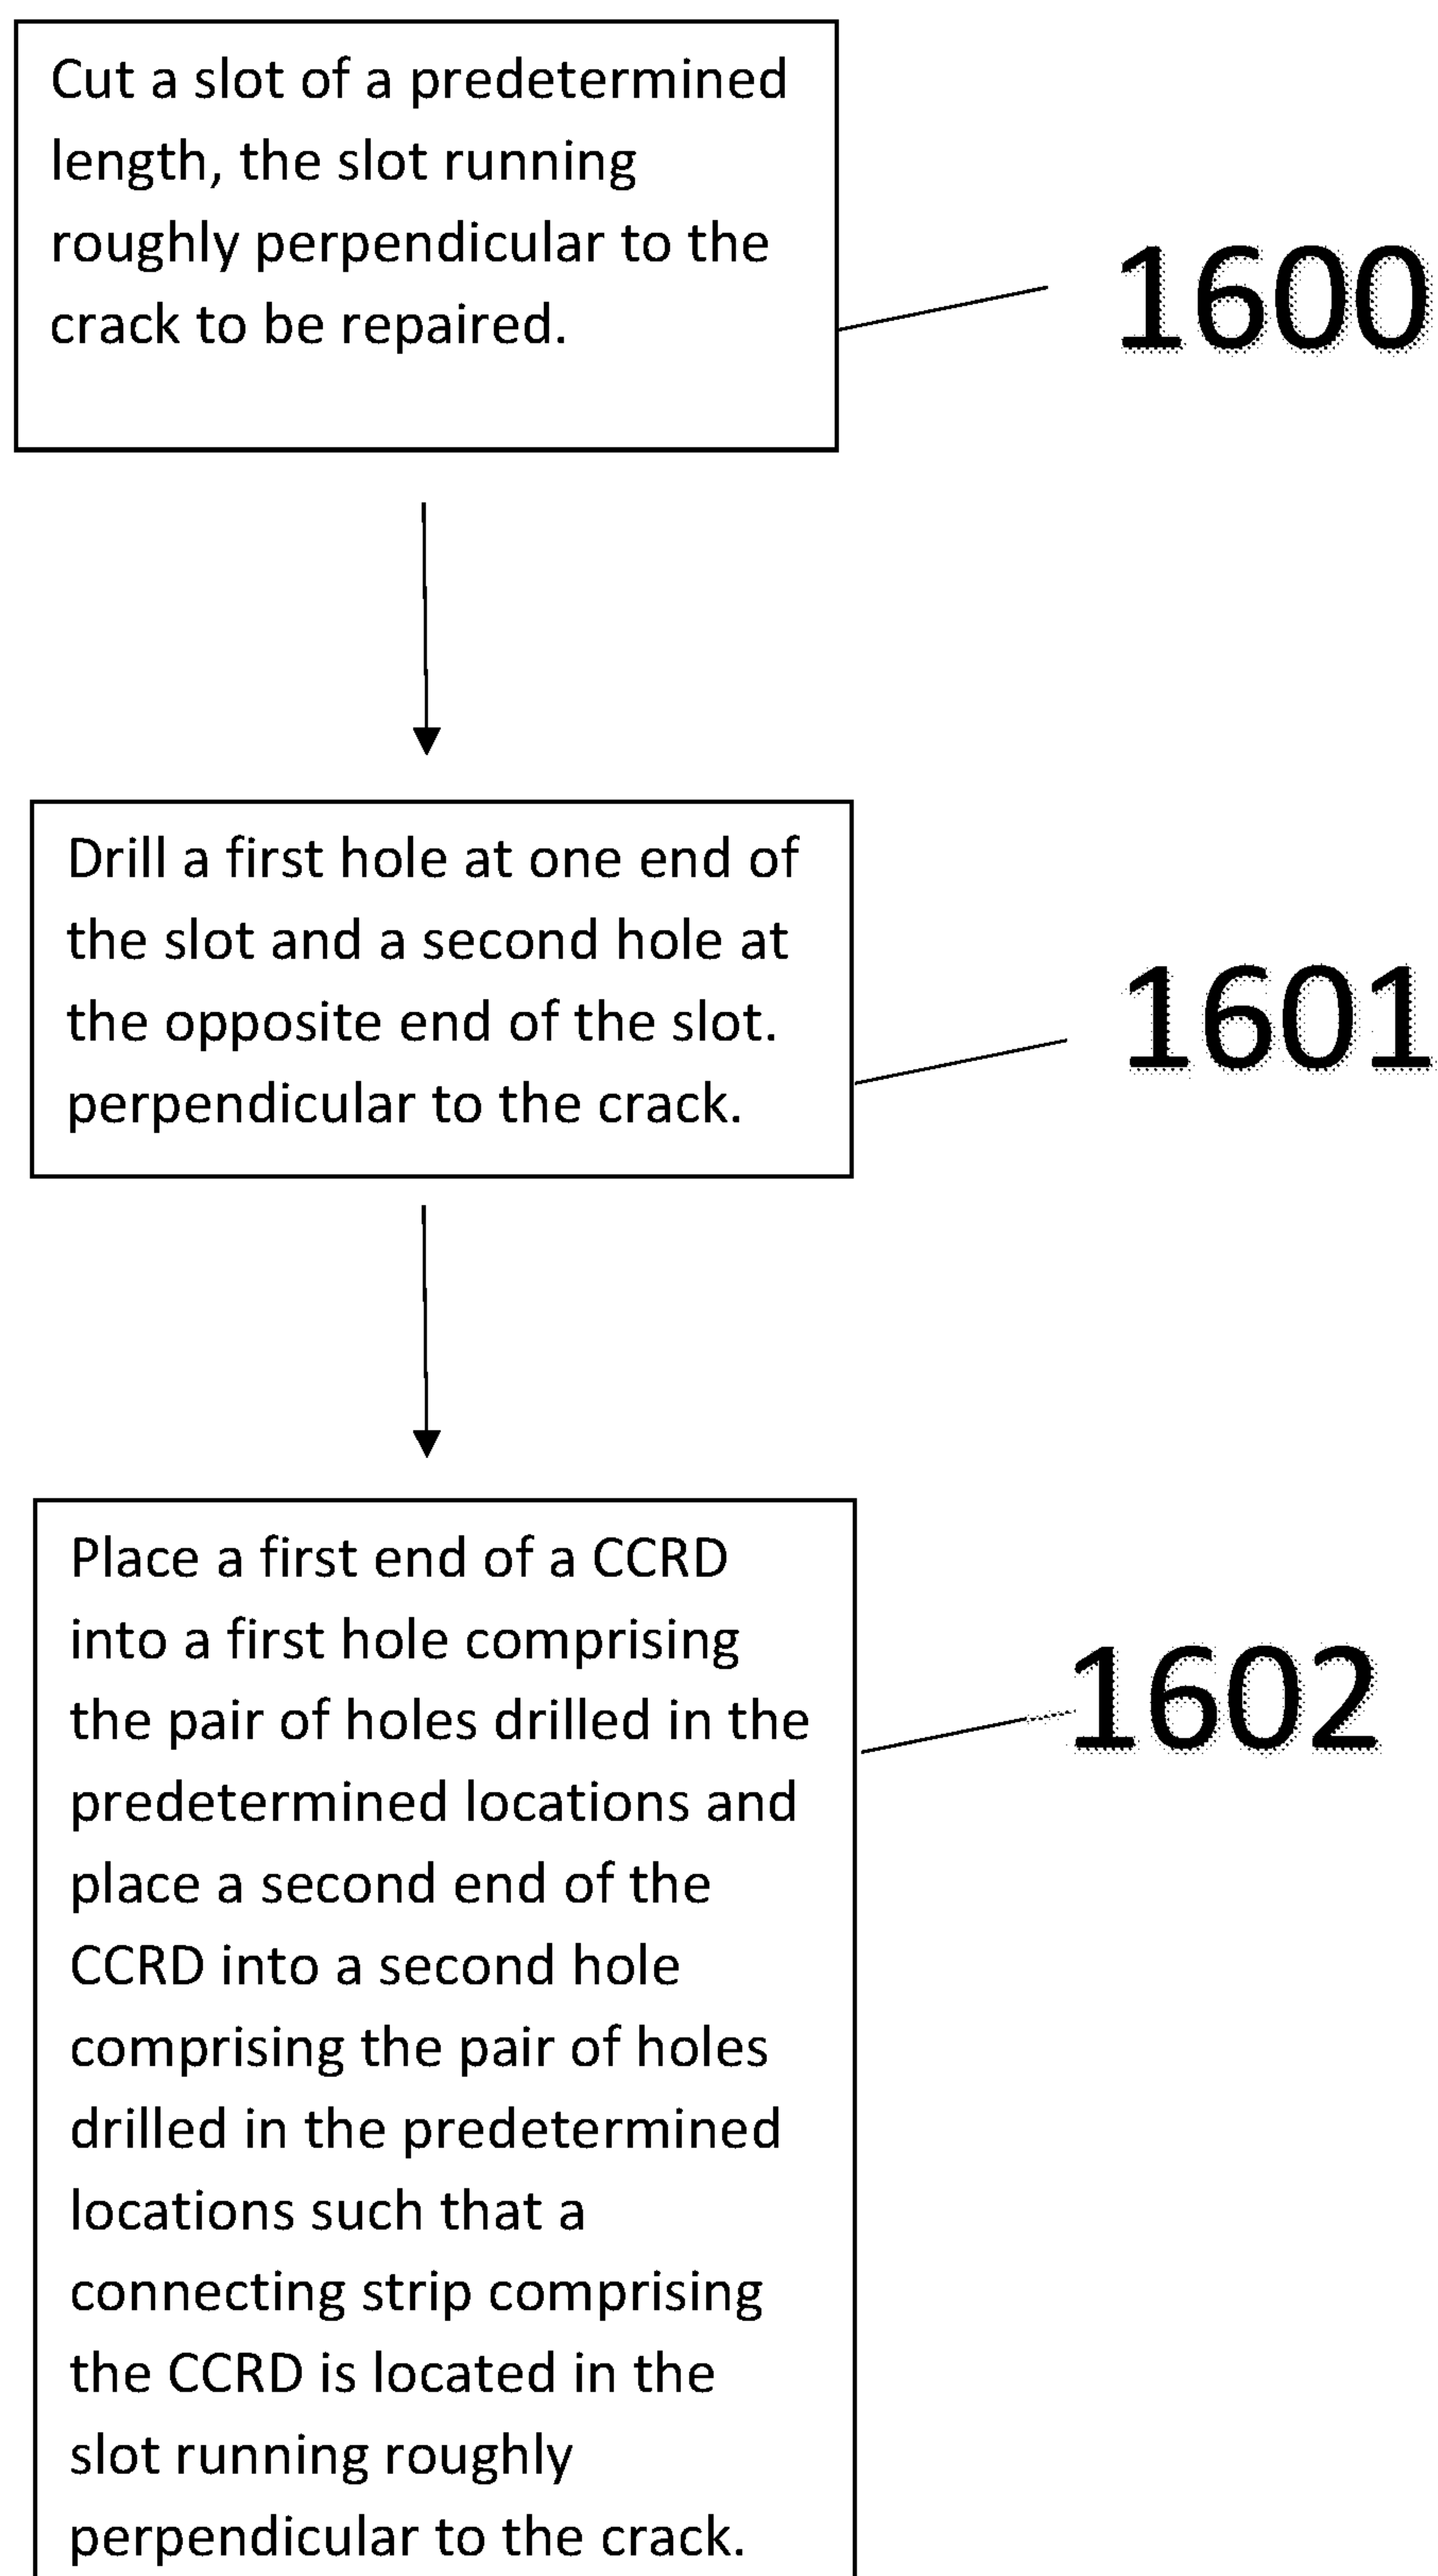 Cut a slot of a predetermined
length, the slot running
roughly perpendicular to the
crack to be repaired.
1600
Drill a first hole at one end of
the slot and a second hole at
the opposite end of the slot.
perpendicular to the crack.
1601
Place a first end of a CCRD
into a first hole comprising
the pair of holes drilled in the
predetermined locations and
place a second end of the
CCRD into a second hole
comprising the pair of holes
drilled in the predetermined
locations such that a
connecting strip comprising
the CCRD is located in the
slot running roughly
perpendicular to the crack.
1602